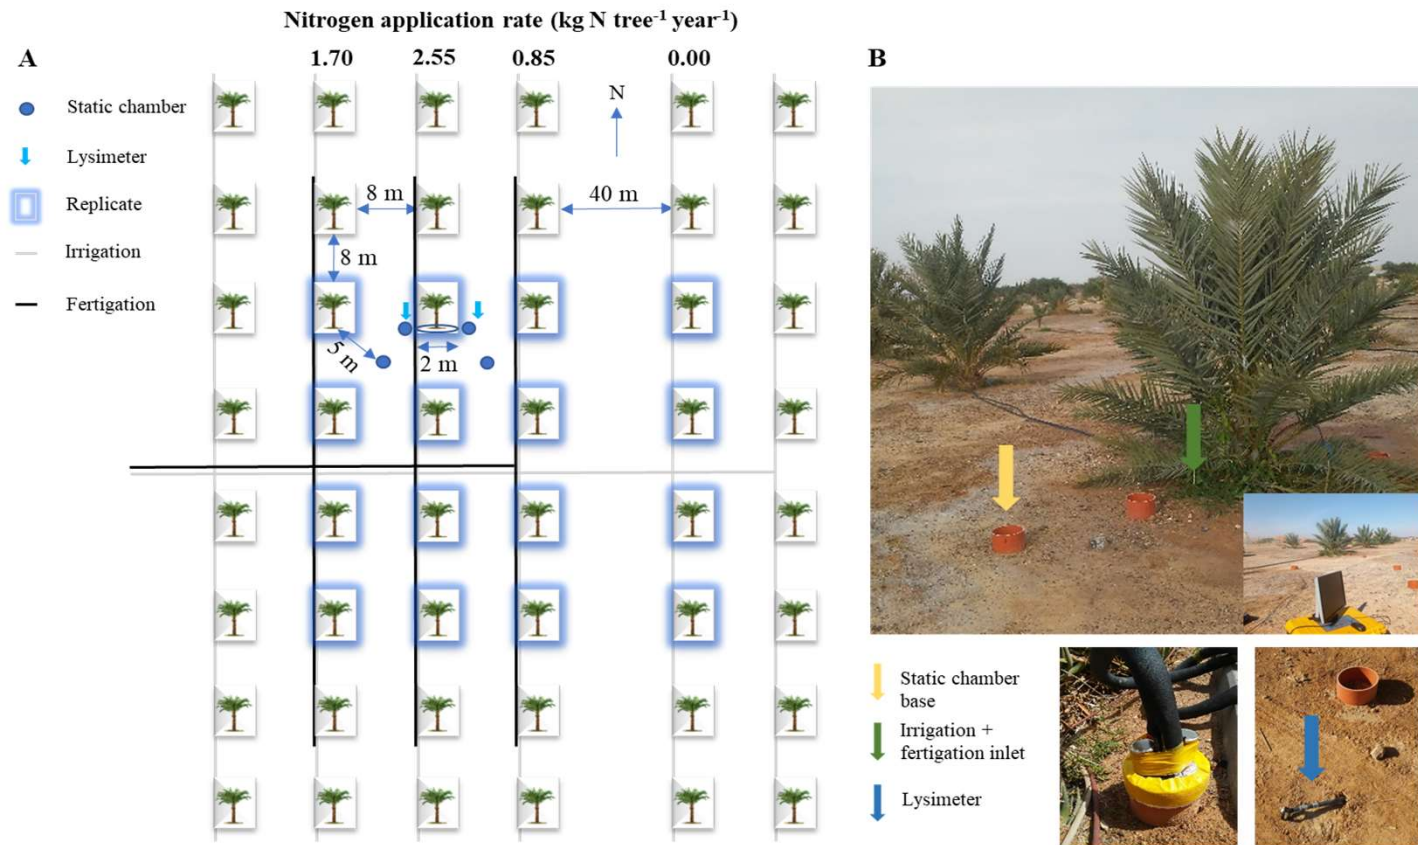 Nitrogen application rate (kg N tree⁻¹ year⁻¹)
A
1.70 2.55 0.85 0.00
Static chamber
Lysimeter
Replicate
Irrigation
Fertigation
N
8 m
40 m
8 m
5 m
2 m
B
Static chamber
base
Irrigation +
fertigation inlet
Lysimeter